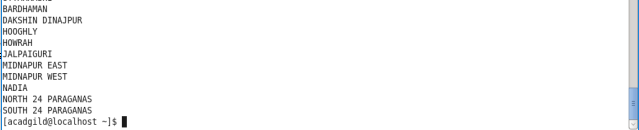 BARDHAMAN
DAKSHIN DINAJPUR
HOOGHLY
HOWRAH
JALPAIGURI
MIDNAPUR EAST
MIDNAPUR WEST
NADIA
NORTH 24 PARAGANAS
SOUTH 24 PARAGANAS
[acadgild@localhost ~]$